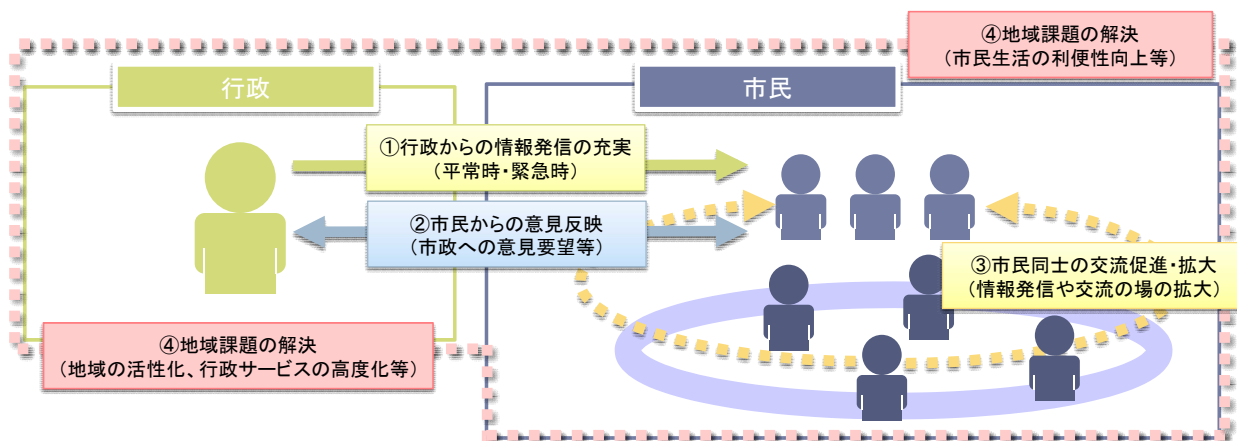 ④地域課題の解決
（市民生活の利便性向上等）
行政
市民
①行政からの情報発信の充実
（平常時・緊急時）
②市民からの意見反映
（市政への意見要望等）
③市民同士の交流促進・拡大
（情報発信や交流の場の拡大）
④地域課題の解決
（地域の活性化、行政サービスの高度化等）